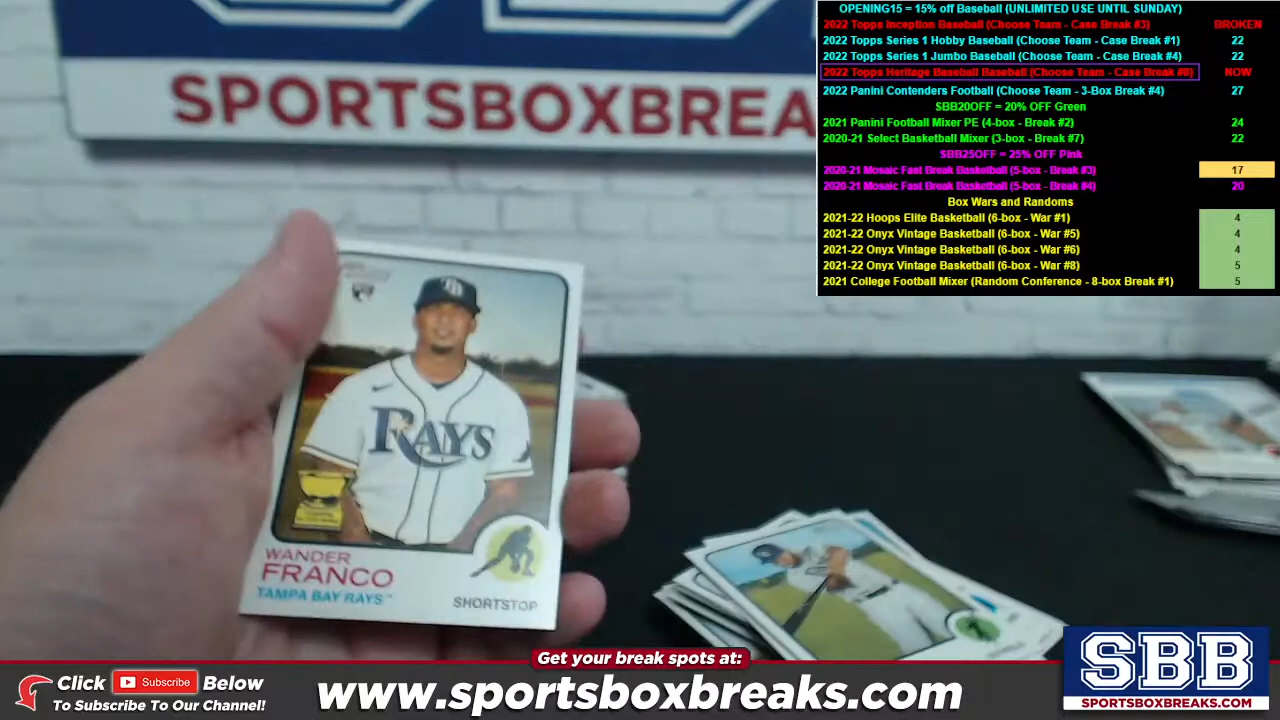 OPENING15 = 15% off Baseball (UNLIMITED USE UNTIL SUNDAY)
2022 Topps Inception Baseball (Choose Team - Case Break #3) BROKEN
2022 Topps Series 1 Hobby Baseball (Choose Team - Case Break #1) 22
2022 Topps Series 1 Jumbo Baseball (Choose Team - Case Break #4) 22
2022 Topps Heritage Baseball Baseball (Choose Team - Case Break #8) NOW
2022 Panini Contenders Football (Choose Team - 3-Box Break #4) 27
SBB20OFF = 20% OFF Green
2021 Panini Football Mixer PE (4-box - Break #2) 24
2020-21 Select Basketball Mixer (3-box - Break #7) 22
SBB25OFF = 25% OFF Pink
2020-21 Mosaic Fast Break Basketball (5-box - Break #3) 17
2020-21 Mosaic Fast Break Basketball (5-box - Break #4) 20
Box Wars and Randoms
2021-22 Hoops Elite Basketball (6-box - War #1) 4
2021-22 Onyx Vintage Basketball (6-box - War #5) 4
2021-22 Onyx Vintage Basketball (6-box - War #6) 4
2021-22 Onyx Vintage Basketball (6-box - War #8) 5
2021 College Football Mixer (Random Conference - 8-box Break #1) 5
SPORTSBOXBREA
RAYS
WANDER
FRANCO
TAMPA BAY RAYS™
SHORTSTOP
Get your break spots at:
Click Subscribe Below
To Subscribe To Our Channel!
www.sportsboxbreaks.com
SBB
SPORTSBOXBREAKS.COM